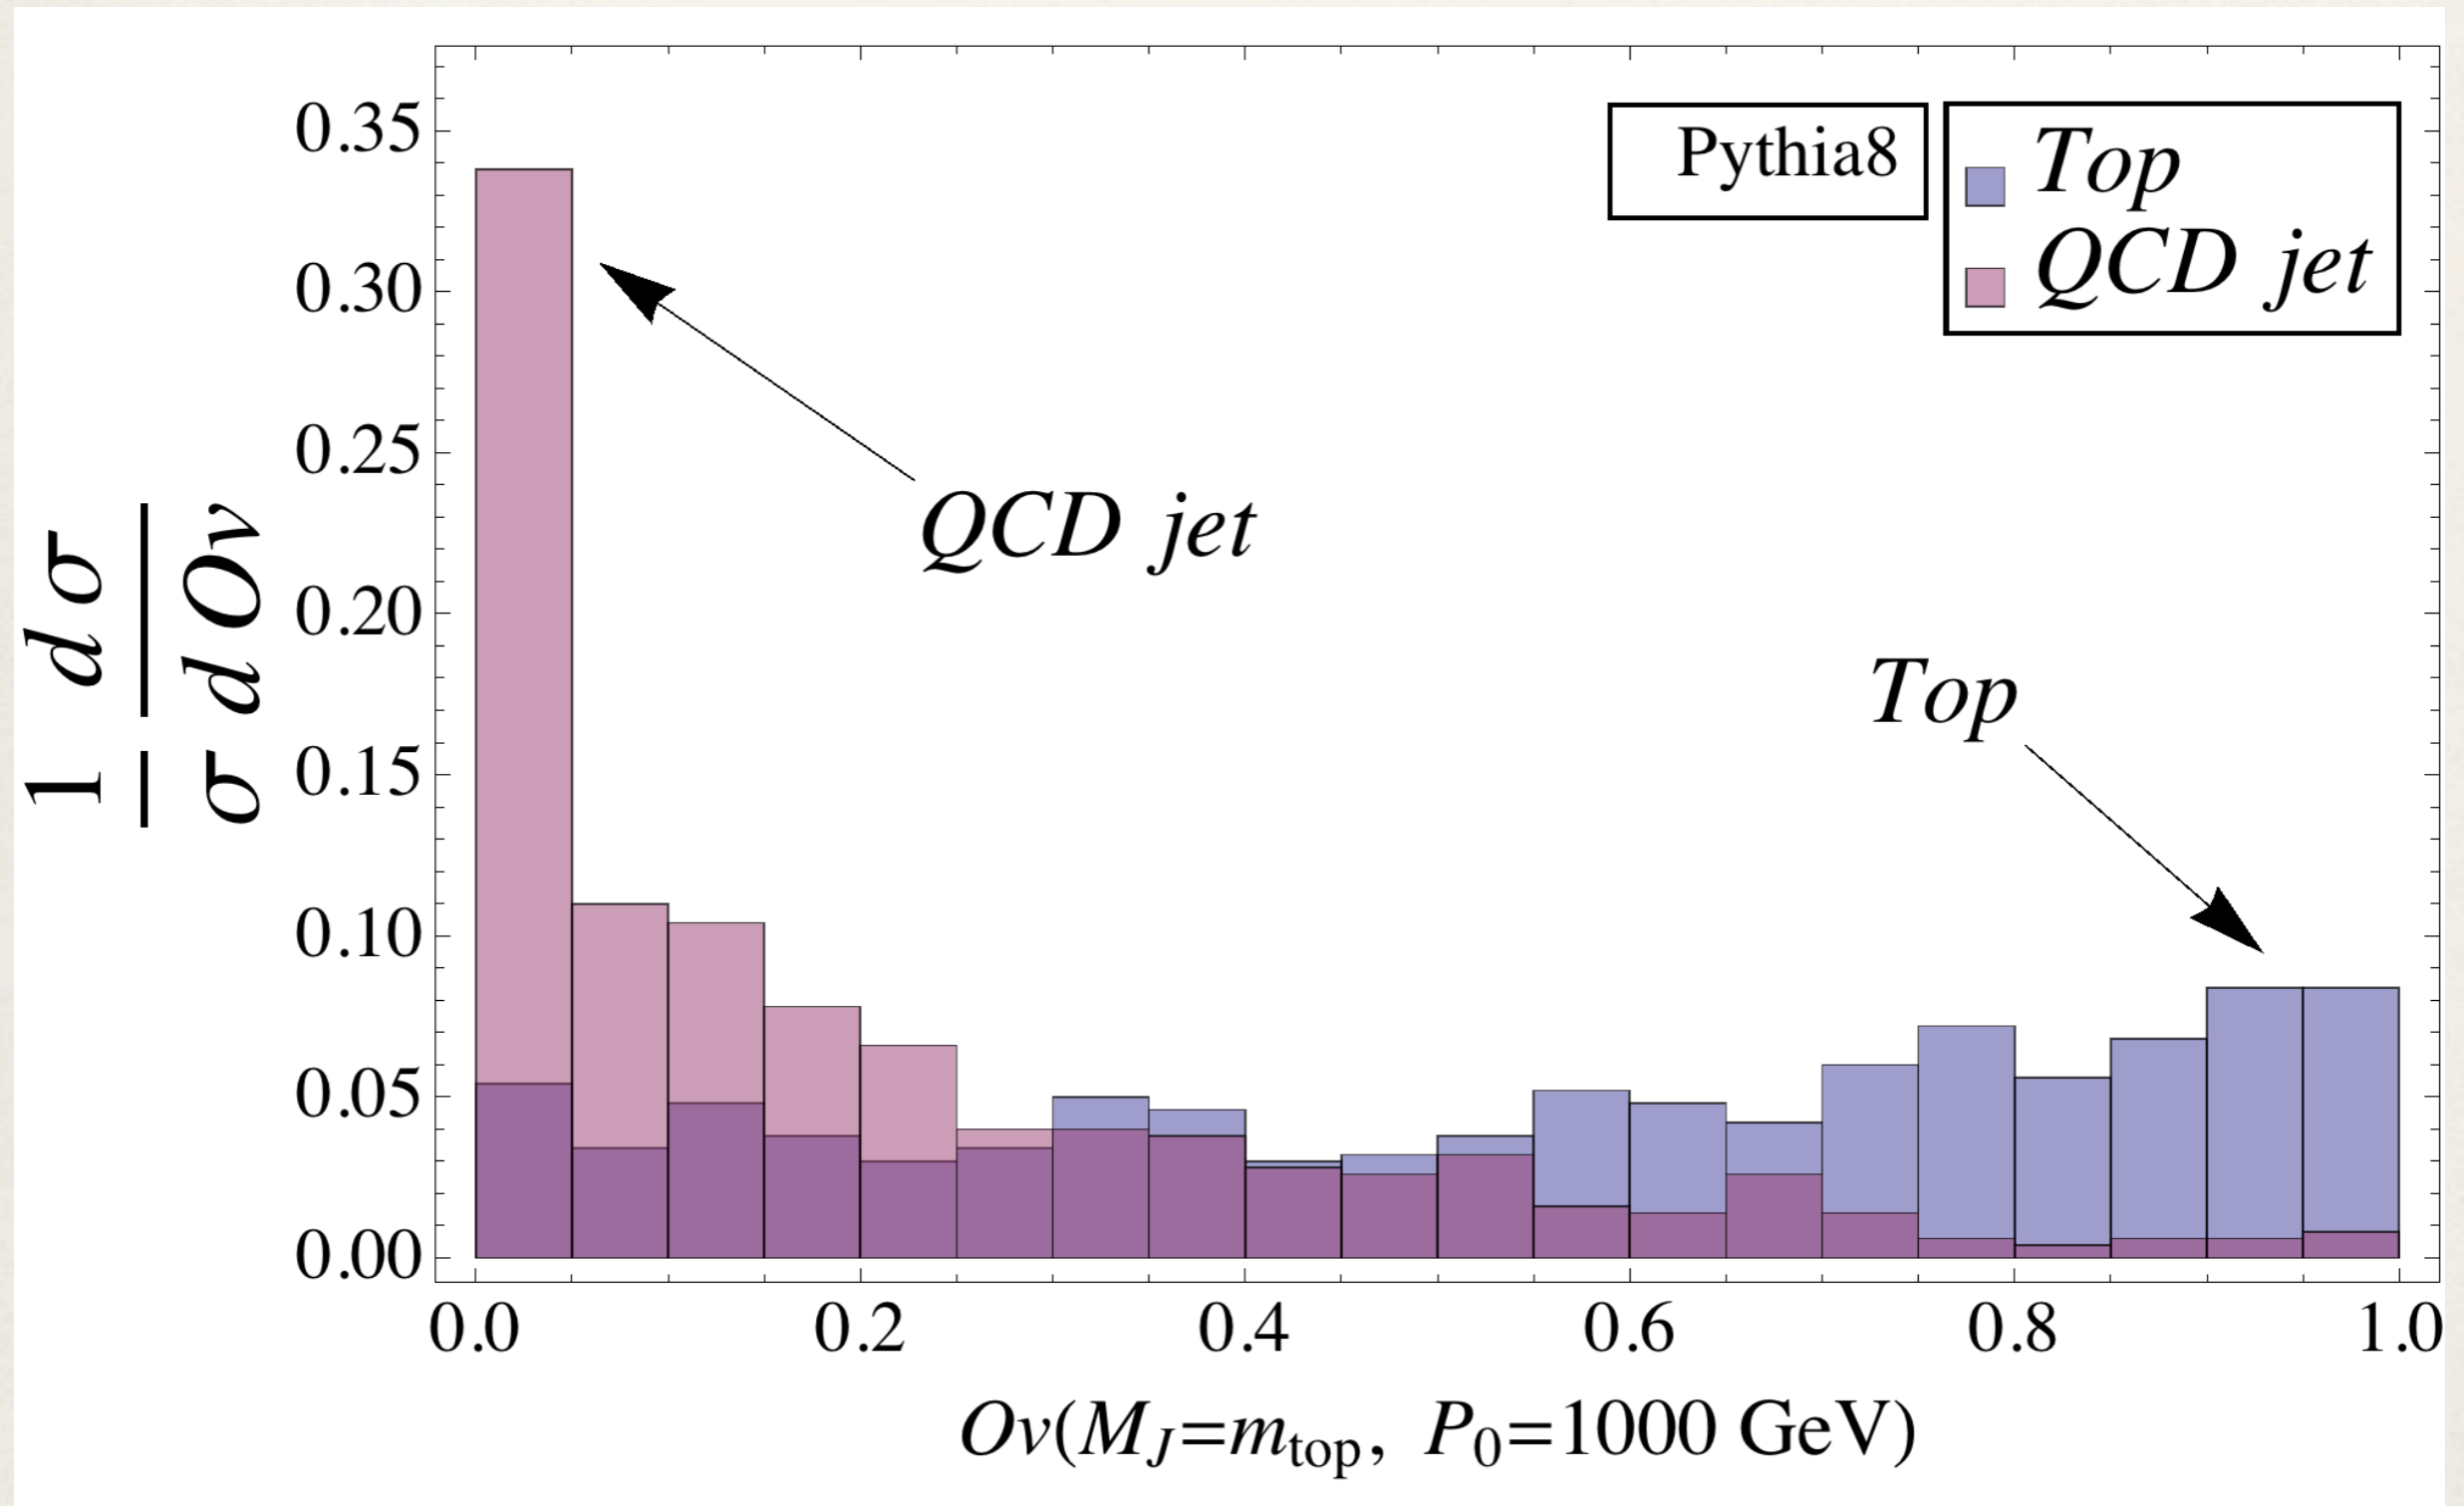 0.35
0.30
0.25
0.20
0.15
0.10
0.05
0.00
1 dσ
σ d Ov
Pythia8
Top
QCD jet
QCD jet
Top
0.0 0.2 0.4 0.6 0.8 1.0
Ov(M_J=m_top, P_0=1000 GeV)